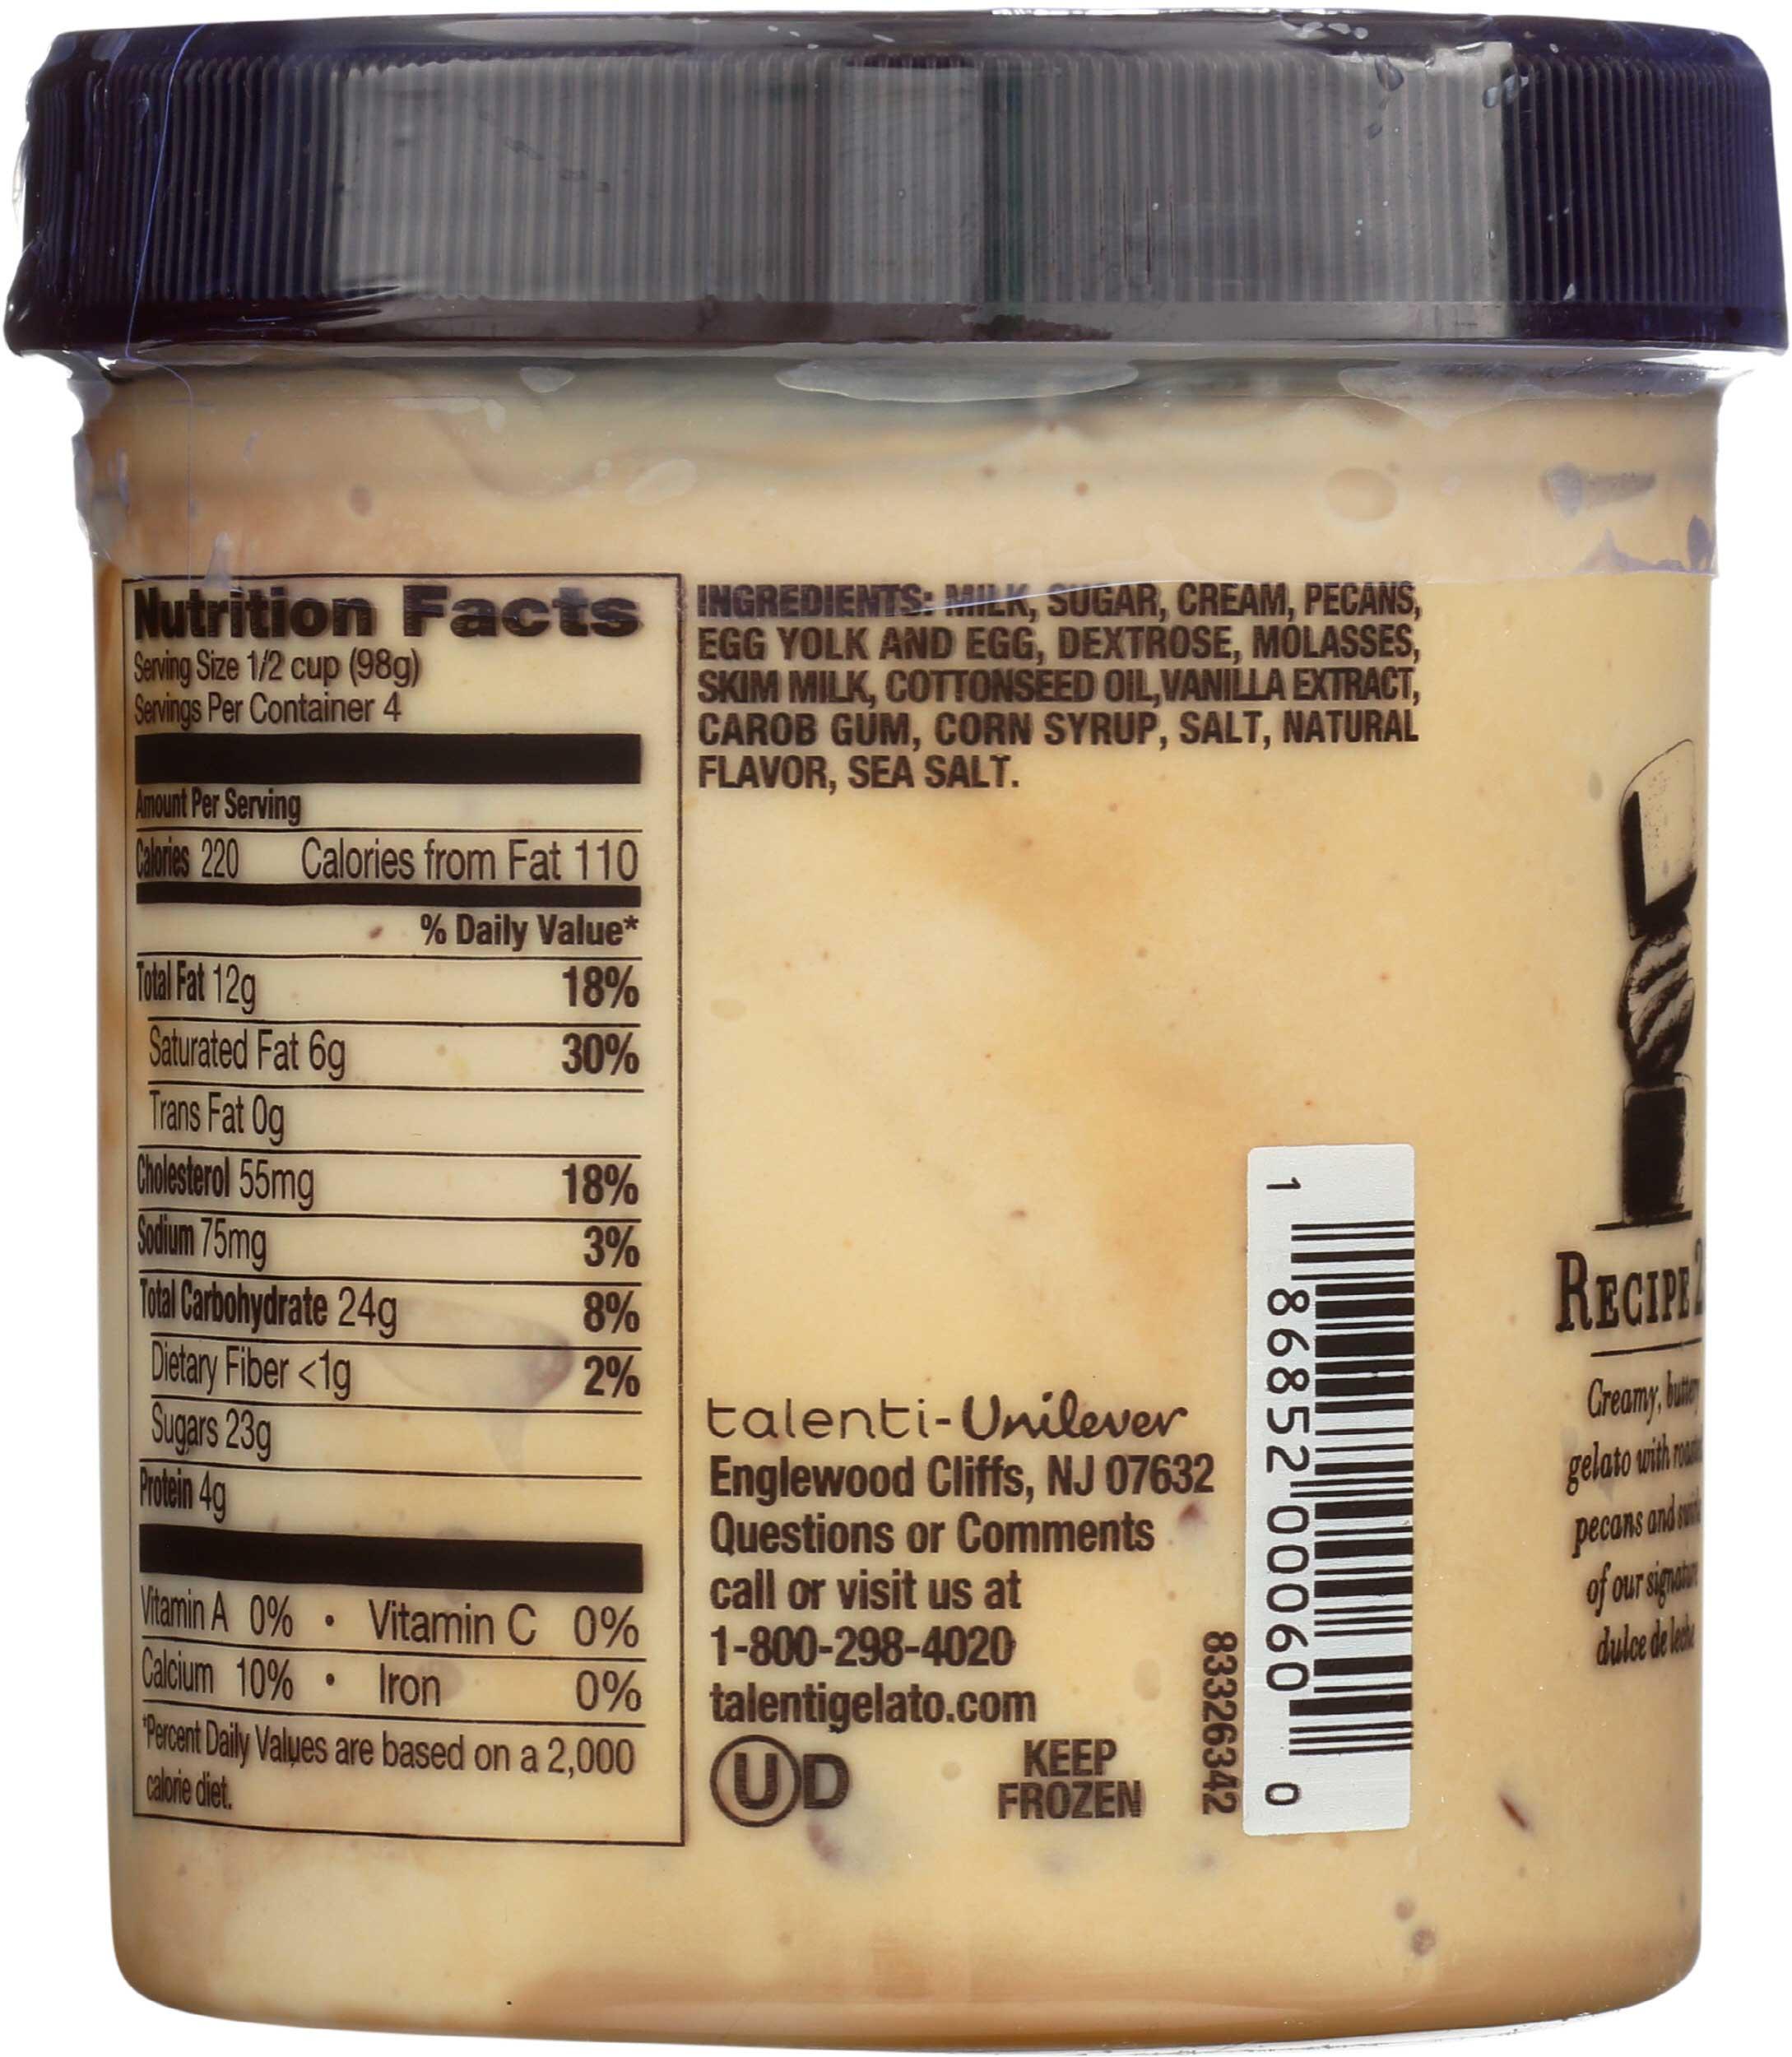 Nutrition Facts
Serving Size 1/2 cup (98g)
Servings Per Container 4
Amount Per Serving
Calories 220 Calories from Fat 110
% Daily Value*
Total Fat 12g 18%
Saturated Fat 6g 30%
Trans Fat 0g
Cholesterol 55mg 18%
Sodium 75mg 3%
Total Carbohydrate 24g 8%
Dietary Fiber <1g 2%
Sugars 23g
Protein 4g
Vitamin A 0% • Vitamin C 0%
Calcium 10% • Iron 0%
*Percent Daily Values are based on a 2,000
calorie diet.
INGREDIENTS: MILK, SUGAR, CREAM, PECANS,
EGG YOLK AND EGG, DEXTROSE, MOLASSES,
SKIM MILK, COTTONSEED OIL, VANILLA EXTRACT,
CAROB GUM, CORN SYRUP, SALT, NATURAL
FLAVOR, SEA SALT.
talenti-Unilever
Englewood Cliffs, NJ 07632
Questions or Comments
call or visit us at
1-800-298-4020
talentigelato.com
UD
KEEP
FROZEN
83326342
1 86852 00060 0
RECIPE
Creamy,
gelato with
pecans and
of our
dulce de